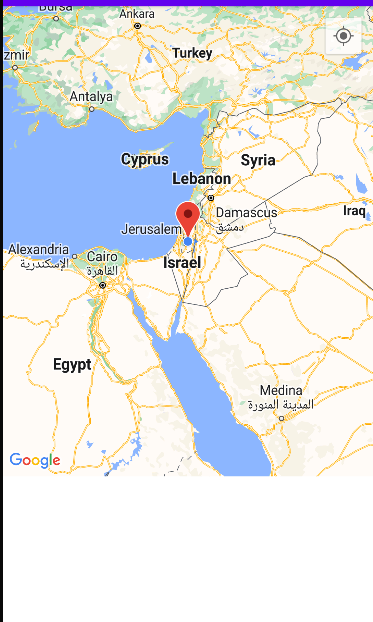 Bursa
Ankara
Turkey
zmir
Antalya
Cyprus
Syria
Lebanon
Damascus
دمشق
Iraq
Jerusalem
Alexandria
الإسكندرية
Cairo
القاهرة
Israel
Egypt
Medina
المدينة المنورة
Google